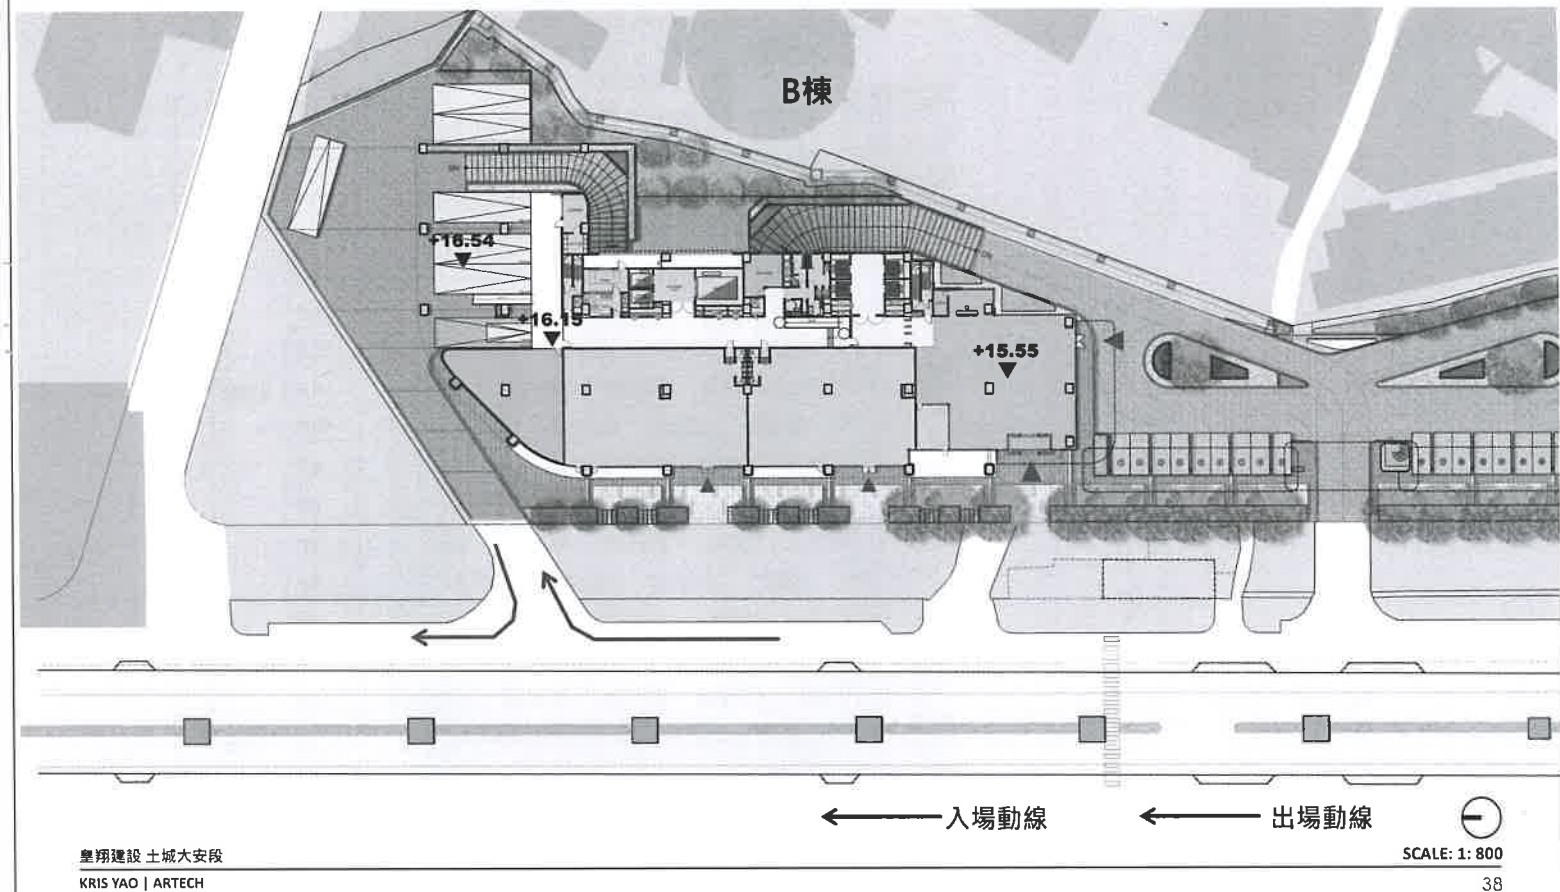 B棟
+16.54
+16.15
+15.55
入場動線
出場動線
皇翔建設 土城大安段
SCALE: 1: 800
KRIS YAO | ARTECH
38